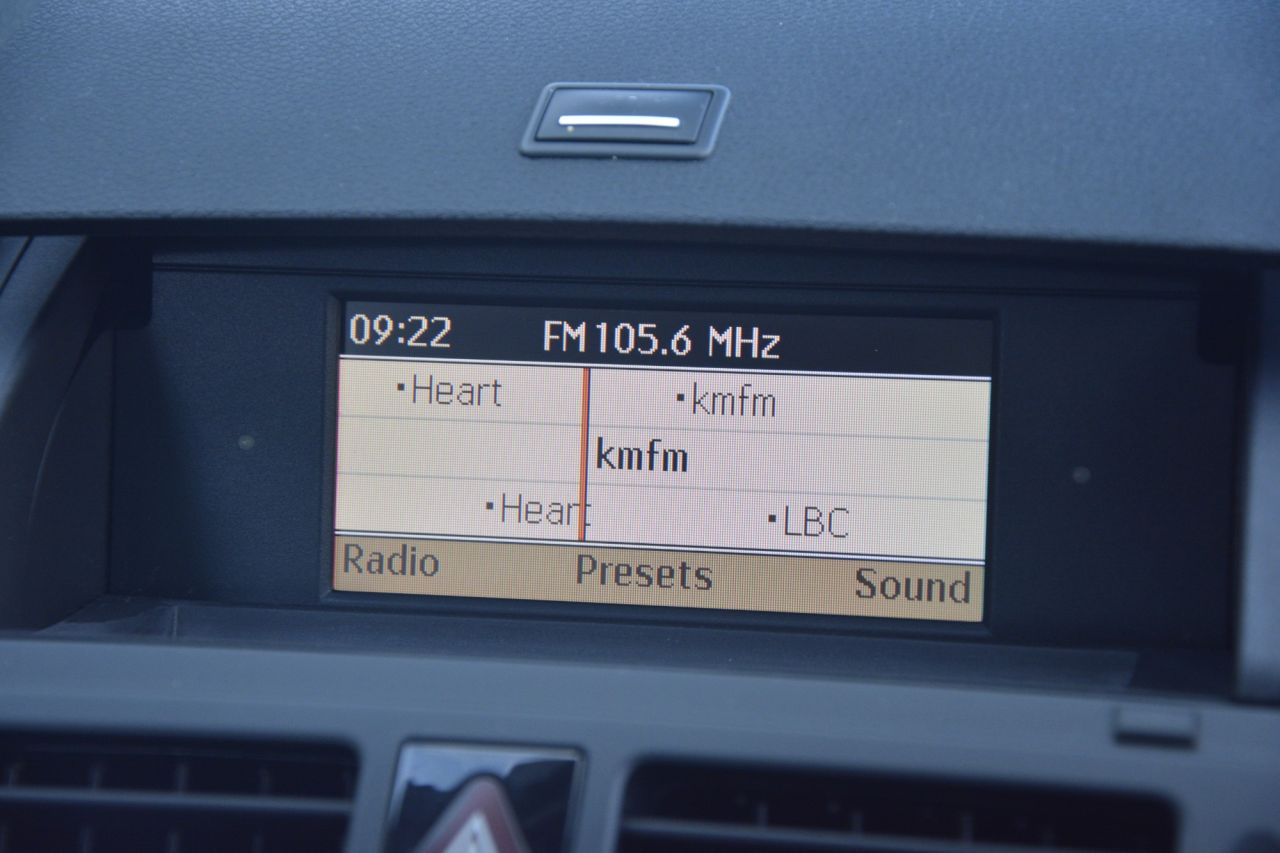 09:22 FM 105.6 MHz
▪Heart ▪kmfm
kmfm
▪Heart ▪LBC
Radio Presets Sound